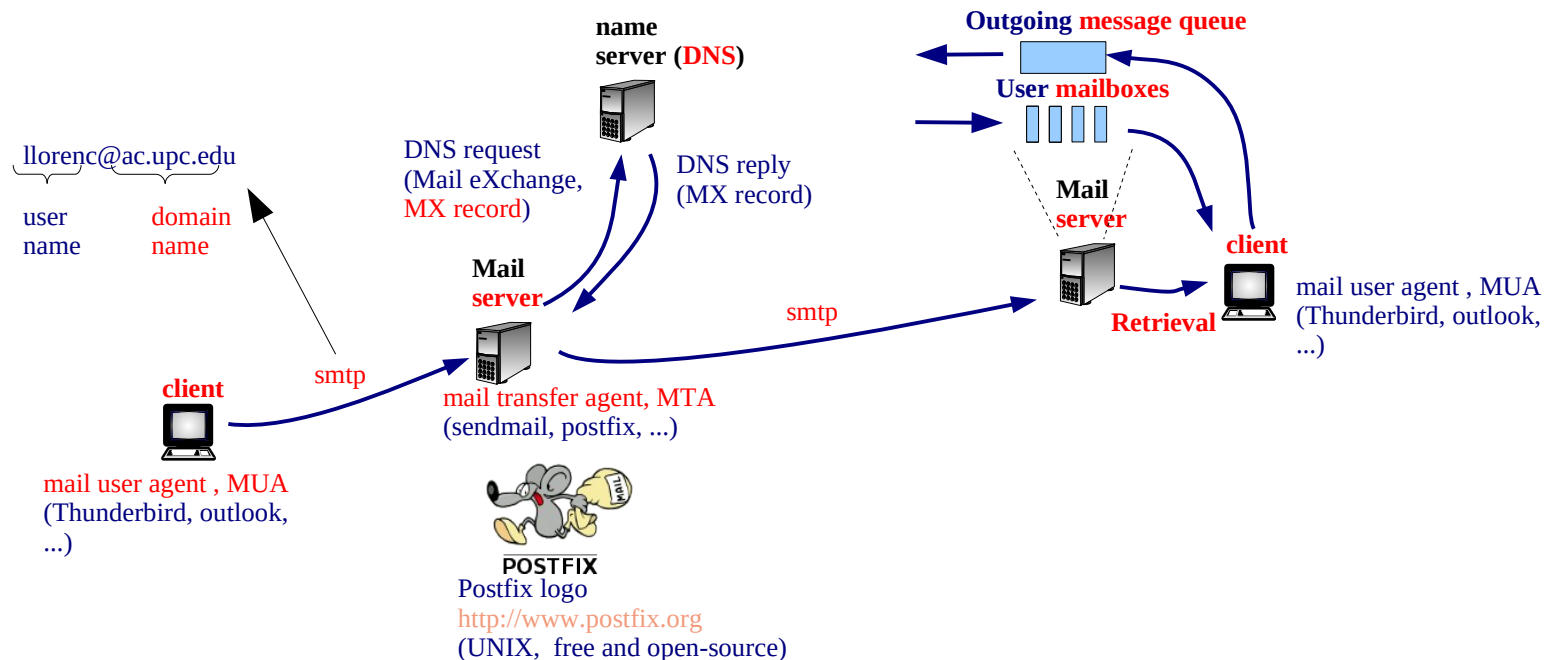 name
server (DNS)
Outgoing message queue
User mailboxes
llorenc@ac.upc.edu
user
name
domain
name
DNS request
(Mail eXchange,
MX record)
DNS reply
(MX record)
Mail
server
Mail
server
client
mail user agent , MUA
(Thunderbird, outlook,
...)
Retrieval
smtp
smtp
client
mail transfer agent, MTA
(sendmail, postfix, ...)
mail user agent , MUA
(Thunderbird, outlook,
...)
MAIL
POSTFIX
Postfix logo
http://www.postfix.org
(UNIX, free and open-source)